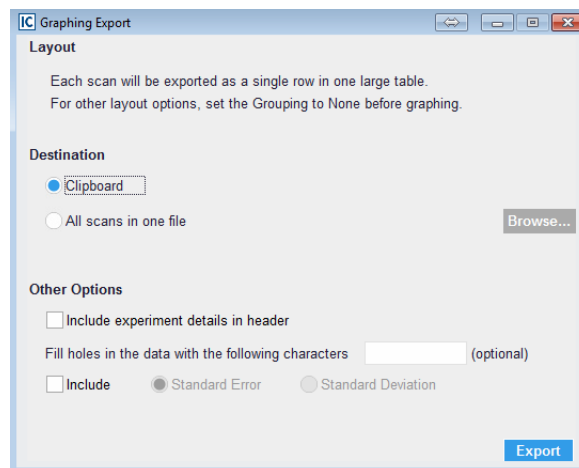 IC Graphing Export
Layout
Each scan will be exported as a single row in one large table.
For other layout options, set the Grouping to None before graphing.
Destination
Clipboard
All scans in one file Browse...
Other Options
Include experiment details in header
Fill holes in the data with the following characters (optional)
Include Standard Error Standard Deviation
Export